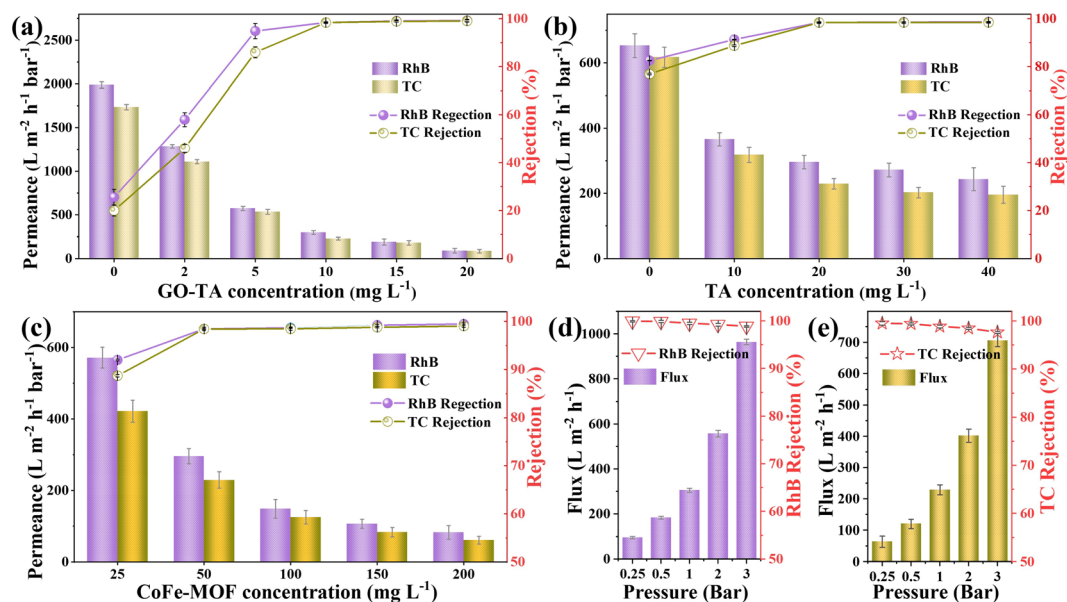 (a)
Permeance (L m⁻² h⁻¹ bar⁻¹)
2500
2000
1500
1000
500
0
RhB
TC
RhB Regection
TC Rejection
100
80
60
40
20
0
Rejection (%)
0 2 5 10 15 20
GO-TA concentration (mg L⁻¹)
(b)
Permeance (L m⁻² h⁻¹ bar⁻¹)
600
400
200
0
RhB
TC
RhB Regection
TC Rejection
100
80
60
40
20
0
Rejection (%)
0 10 20 30 40
TA concentration (mg L⁻¹)
(c)
Permeance (L m⁻² h⁻¹ bar⁻¹)
600
400
200
0
RhB
TC
RhB Regection
TC Rejection
100
90
80
70
60
50
Rejection (%)
25 50 100 150 200
CoFe-MOF concentration (mg L⁻¹)
(d)
Flux (L m⁻² h⁻¹)
1000
800
600
400
200
0
RhB Rejection
Flux
100
90
80
70
60
50
RhB Rejection (%)
0.25 0.5 1 2 3
Pressure (Bar)
(e)
Flux (L m⁻² h⁻¹)
700
600
500
400
300
200
100
0
TC Rejection
Flux
100
90
80
70
60
50
TC Rejection (%)
0.25 0.5 1 2 3
Pressure (Bar)